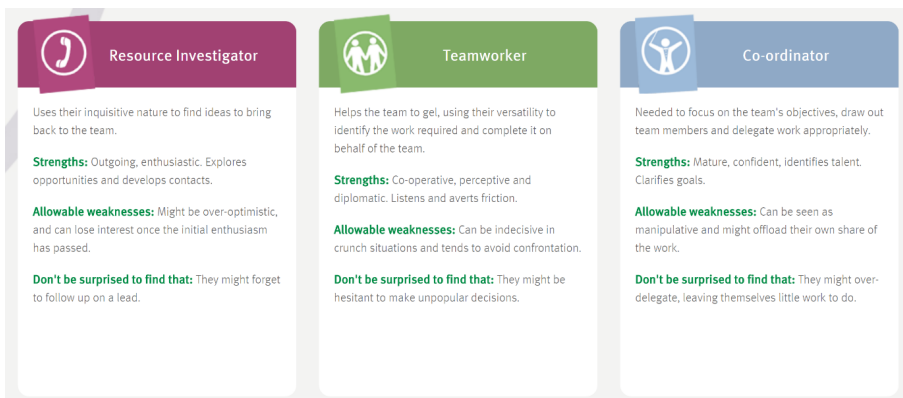 Resource Investigator
Uses their inquisitive nature to find ideas to bring
back to the team.
Strengths: Outgoing, enthusiastic. Explores
opportunities and develops contacts.
Allowable weaknesses: Might be over-optimistic,
and can lose interest once the initial enthusiasm
has passed.
Don't be surprised to find that: They might forget
to follow up on a lead.
Teamworker
Helps the team to gel, using their versatility to
identify the work required and complete it on
behalf of the team.
Strengths: Co-operative, perceptive and
diplomatic. Listens and averts friction.
Allowable weaknesses: Can be indecisive in
crunch situations and tends to avoid confrontation.
Don't be surprised to find that: They might be
hesitant to make unpopular decisions.
Co-ordinator
Needed to focus on the team's objectives, draw out
team members and delegate work appropriately.
Strengths: Mature, confident, identifies talent.
Clarifies goals.
Allowable weaknesses: Can be seen as
manipulative and might offload their own share of
the work.
Don't be surprised to find that: They might over-
delegate, leaving themselves little work to do.